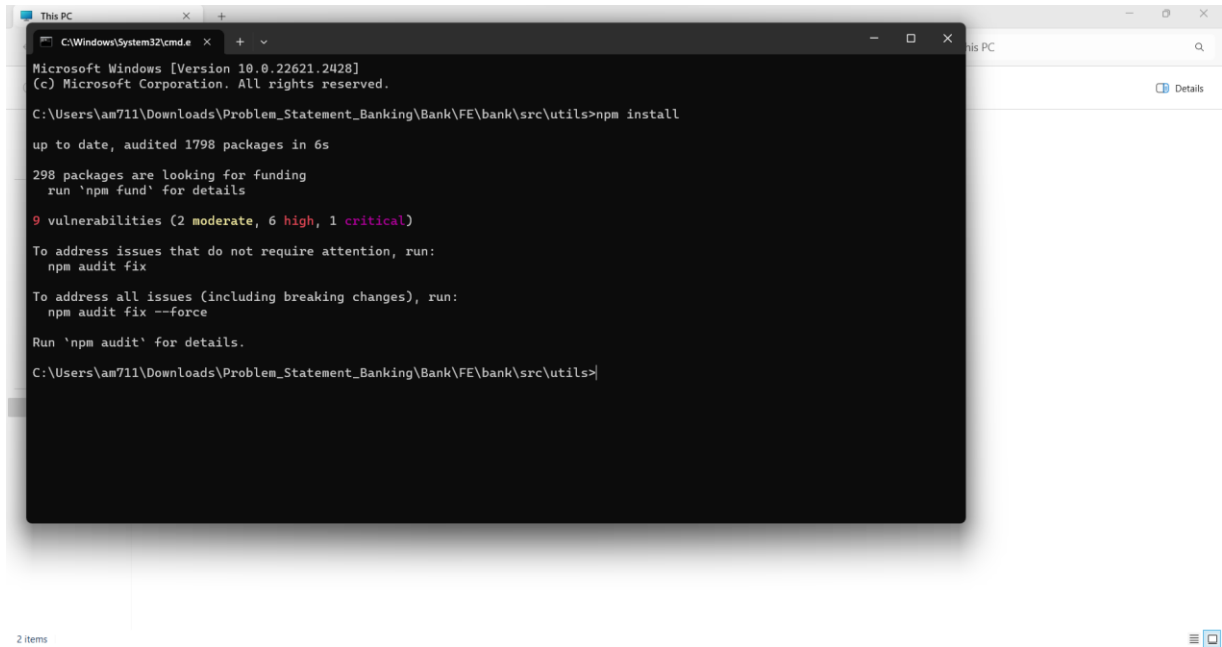 This PC
C:\Windows\System32\cmd.e
his PC
Details
Microsoft Windows [Version 10.0.22621.2428]
(c) Microsoft Corporation. All rights reserved.
C:\Users\am711\Downloads\Problem_Statement_Banking\Bank\FE\bank\src\utils>npm install
up to date, audited 1798 packages in 6s
298 packages are looking for funding
run `npm fund` for details
9 vulnerabilities (2 moderate, 6 high, 1 critical)
To address issues that do not require attention, run:
npm audit fix
To address all issues (including breaking changes), run:
npm audit fix --force
Run `npm audit` for details.
C:\Users\am711\Downloads\Problem_Statement_Banking\Bank\FE\bank\src\utils>
2 items